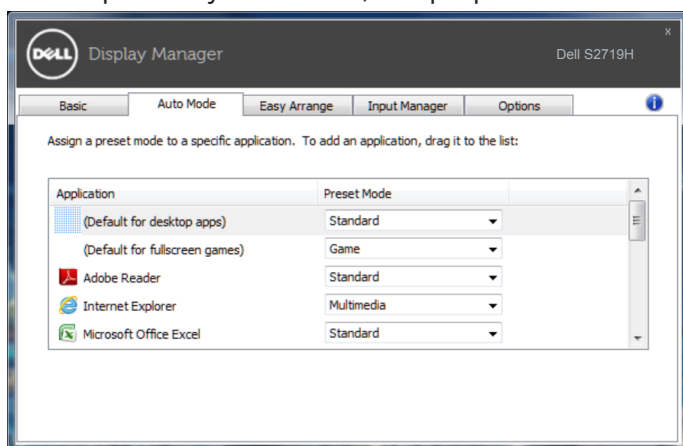 DELL
Display Manager
Dell S2719H
x
Basic
Auto Mode
Easy Arrange
Input Manager
Options
Assign a preset mode to a specific application. To add an application, drag it to the list:
Application
Preset Mode
(Default for desktop apps)
Standard
(Default for fullscreen games)
Game
Adobe Reader
Standard
Internet Explorer
Multimedia
Microsoft Office Excel
Standard